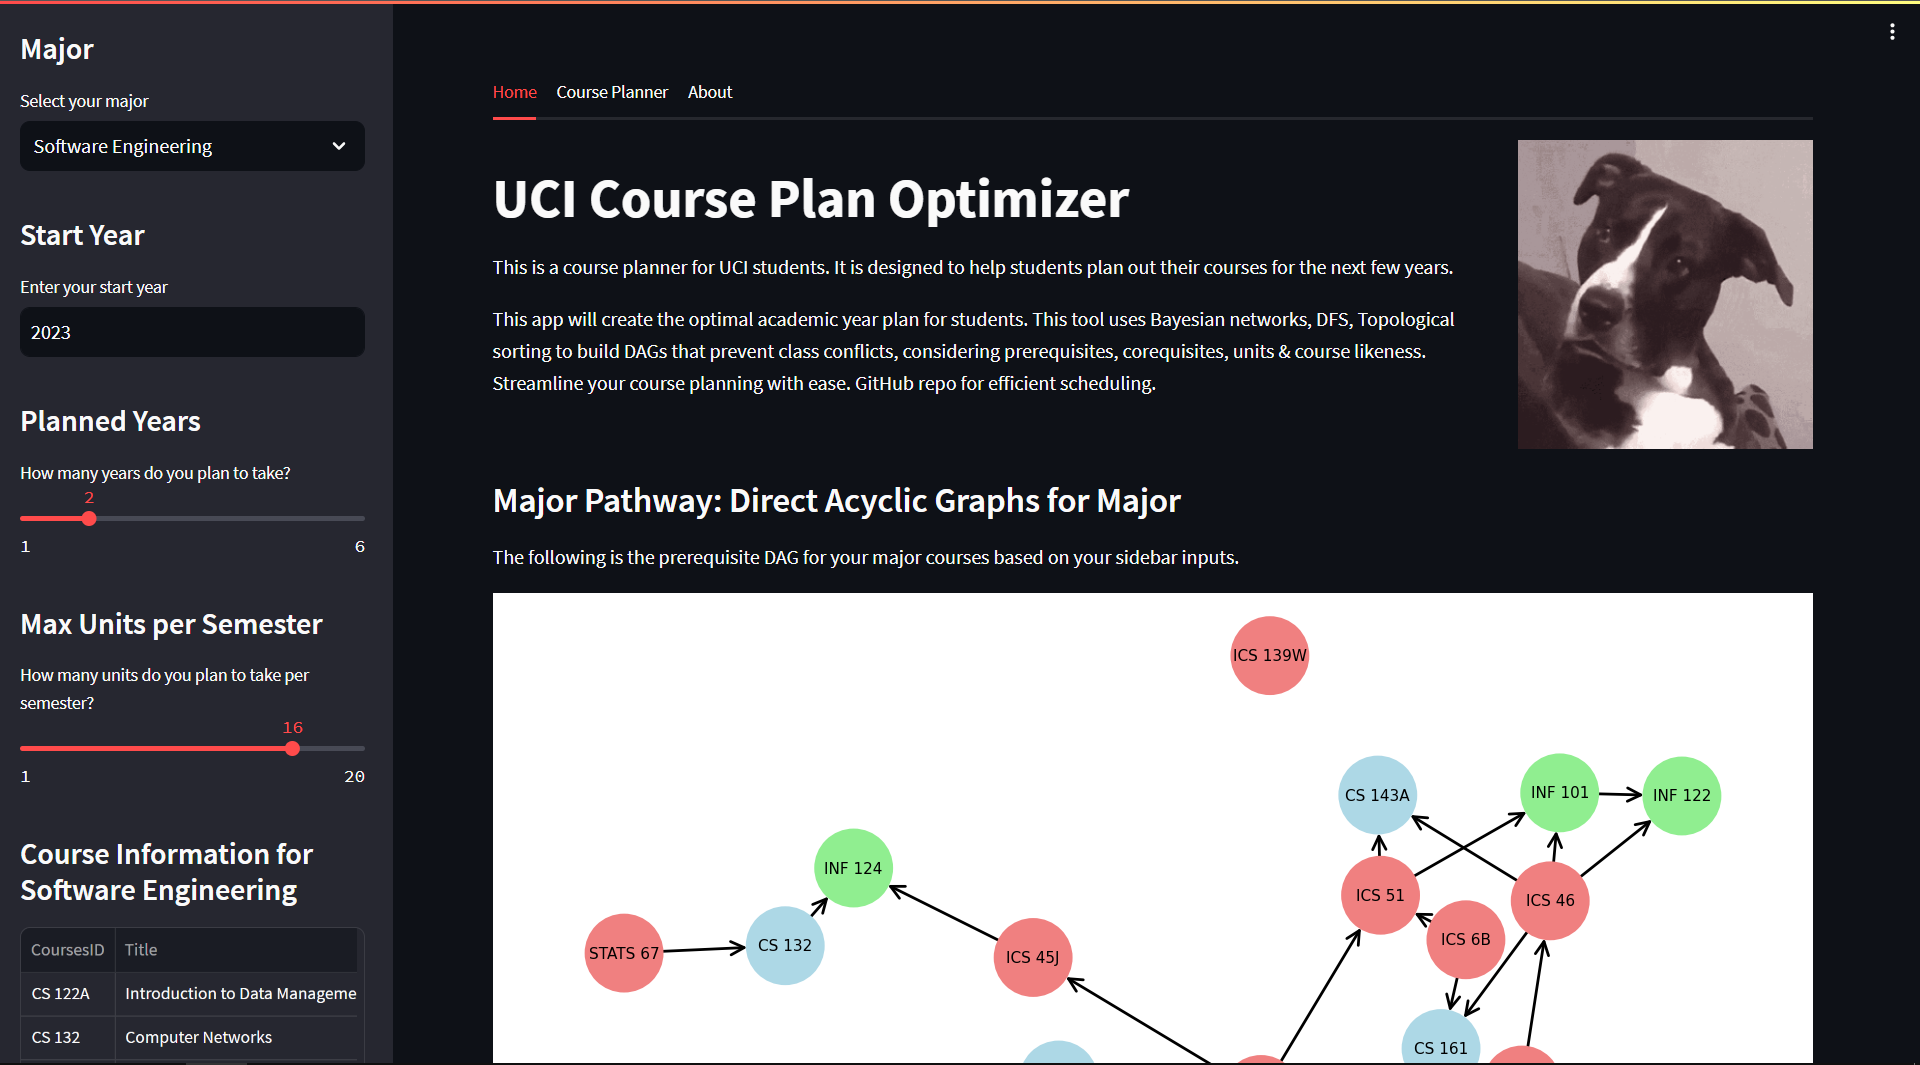 Major
Select your major
Software Engineering
Start Year
Enter your start year
2023
Planned Years
How many years do you plan to take?
2
1 6
Max Units per Semester
How many units do you plan to take per
semester?
16
1 20
Course Information for
Software Engineering
CoursesID Title
CS 122A Introduction to Data Manageme
CS 132 Computer Networks
Home Course Planner About
UCI Course Plan Optimizer
This is a course planner for UCI students. It is designed to help students plan out their courses for the next few years.
This app will create the optimal academic year plan for students. This tool uses Bayesian networks, DFS, Topological
sorting to build DAGs that prevent class conflicts, considering prerequisites, corequisites, units & course likeness.
Streamline your course planning with ease. GitHub repo for efficient scheduling.
Major Pathway: Direct Acyclic Graphs for Major
The following is the prerequisite DAG for your major courses based on your sidebar inputs.
ICS 139W
CS 143A
INF 101
INF 122
INF 124
ICS 51
ICS 46
STATS 67
CS 132
ICS 45J
ICS 6B
CS 161